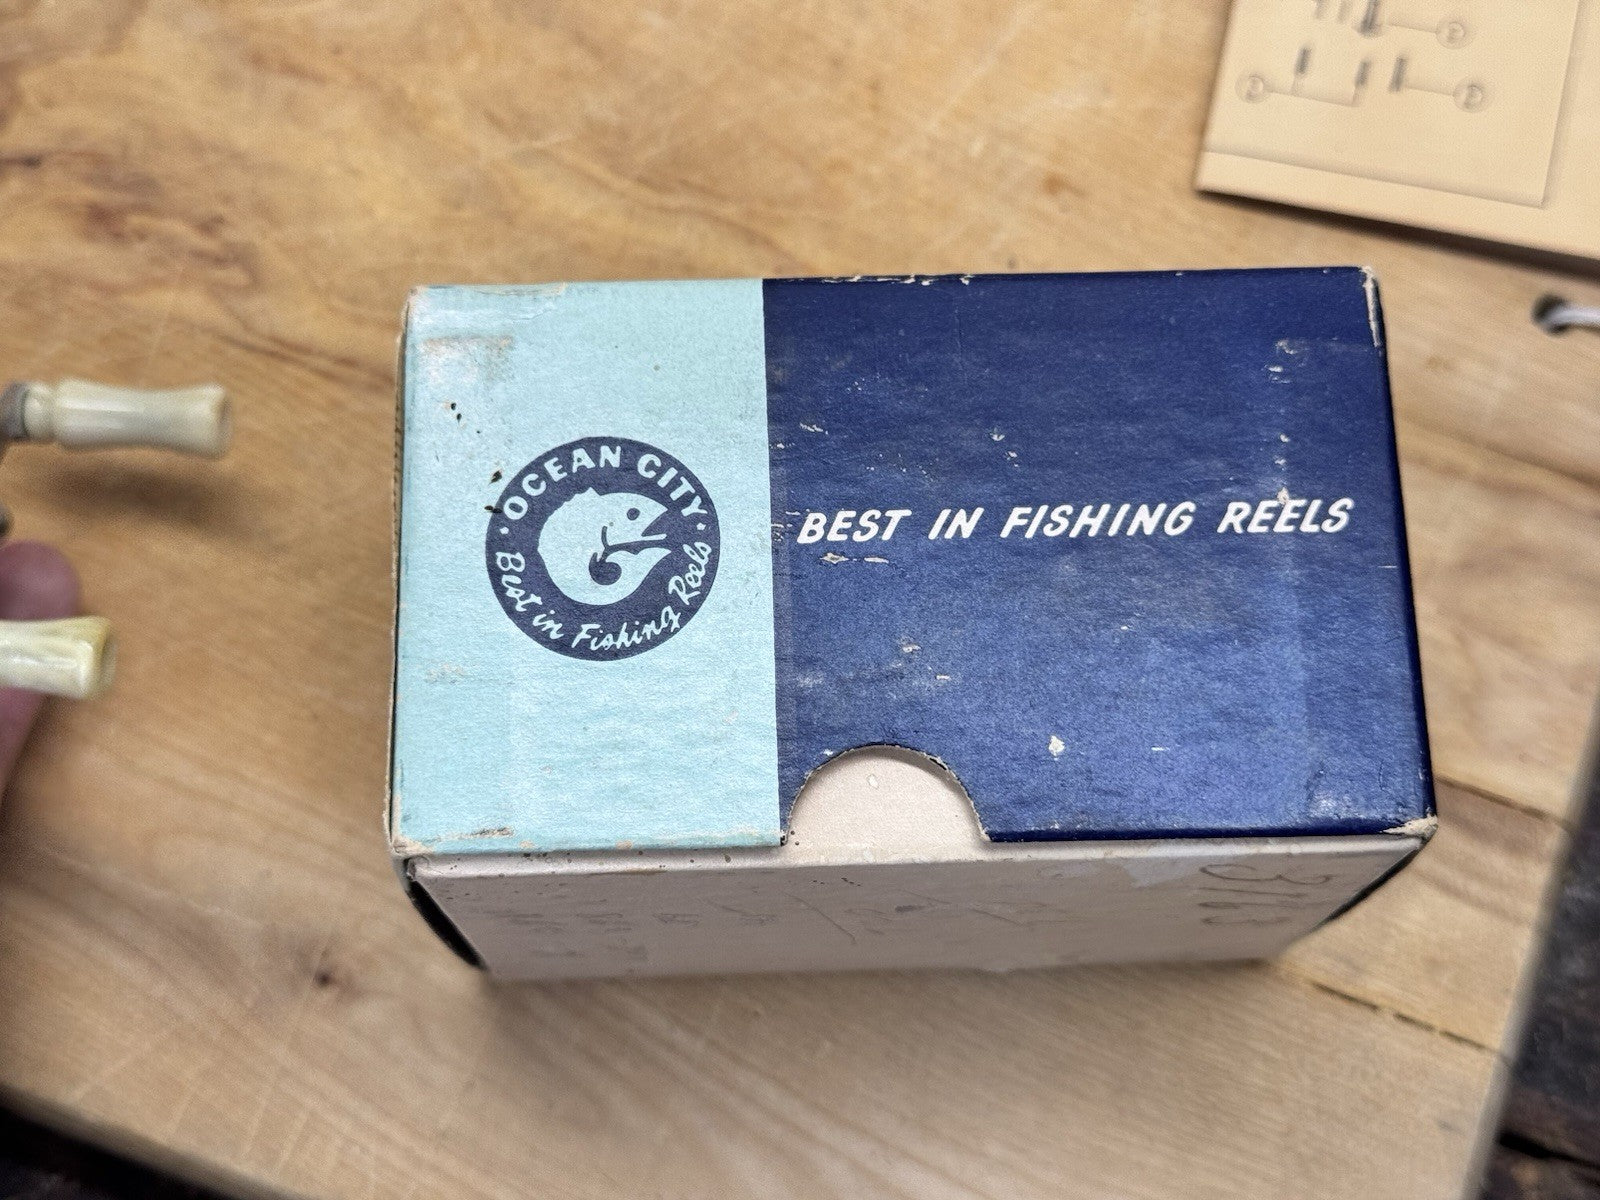 · OCEAN CITY ·
Best in Fishing Reels
BEST IN FISHING REELS